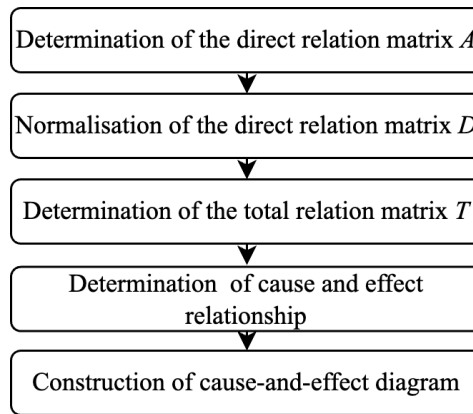 Determination of the direct relation matrix A
Normalisation of the direct relation matrix D
Determination of the total relation matrix T
Determination of cause and effect
relationship
Construction of cause-and-effect diagram